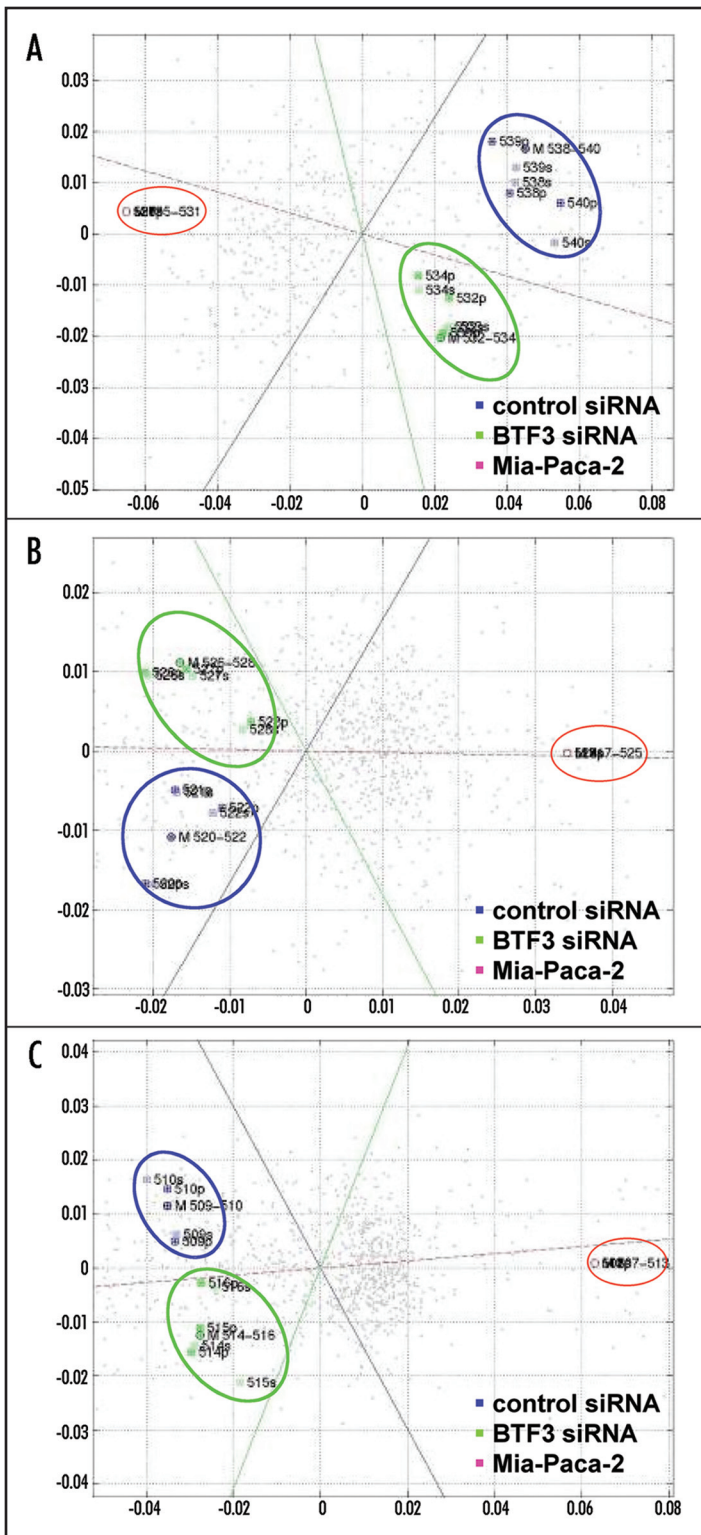 A
0.03
0.02
0.01
0
-0.01
-0.02
-0.03
-0.04
-0.05
539p M 538-540
539s
538s
538p
540p
540s
534p
534s
532p
M 532-534
control siRNA
BTF3 siRNA
Mia-Paca-2
-0.06 -0.04 -0.02 0 0.02 0.04 0.06 0.08
B
0.02
0.01
0
-0.01
-0.02
-0.03
M 526-528
527s
M 520-522
control siRNA
BTF3 siRNA
Mia-Paca-2
-0.02 -0.01 0 0.01 0.02 0.03 0.04
C
0.04
0.03
0.02
0.01
0
-0.01
-0.02
-0.03
-0.04
510s
510p
M 509-510
509s
509p
516p
516s
515p
M 514-516
514s
514p
515s
control siRNA
BTF3 siRNA
Mia-Paca-2
-0.04 -0.02 0 0.02 0.04 0.06 0.08